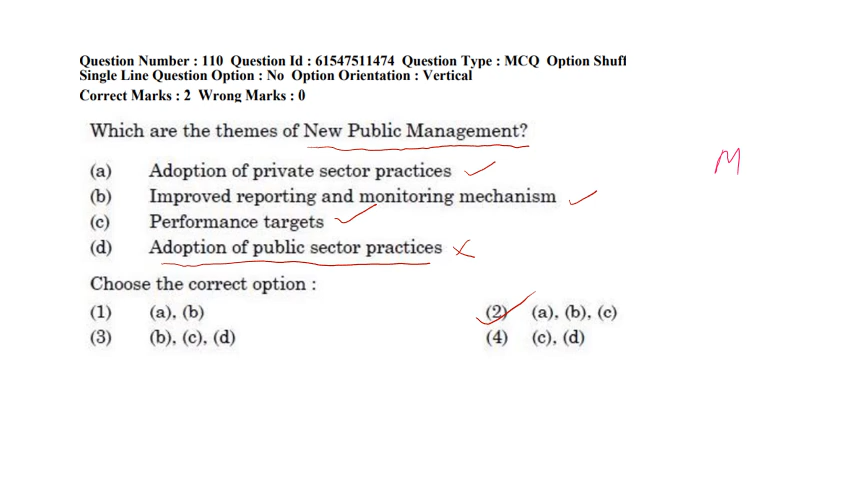 Question Number : 110 Question Id : 61547511474 Question Type : MCQ Option Shuff
Single Line Question Option : No Option Orientation : Vertical
Correct Marks : 2 Wrong Marks : 0
Which are the themes of New Public Management?
(a) Adoption of private sector practices
(b) Improved reporting and monitoring mechanism
(c) Performance targets
(d) Adoption of public sector practices
Choose the correct option :
(1) (a), (b) (2) (a), (b), (c)
(3) (b), (c), (d) (4) (c), (d)
M